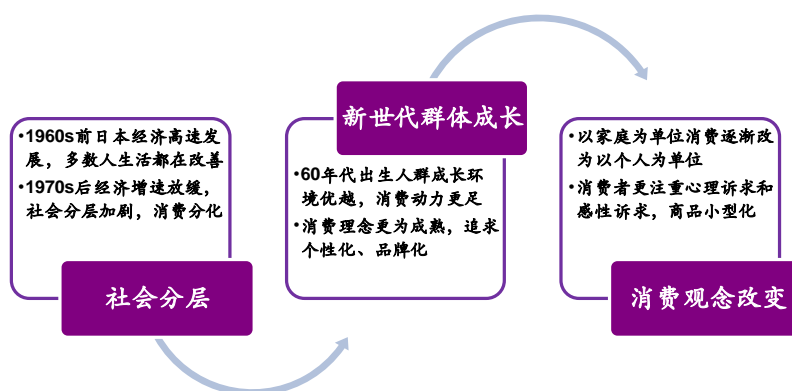 •1960s前日本经济高速发
展，多数人生活都在改善
•1970s后经济增速放缓，
社会分层加剧，消费分化
社会分层
新世代群体成长
•60年代出生人群成长环
境优越，消费动力更足
•消费理念更为成熟，追求
个性化、品牌化
•以家庭为单位消费逐渐改
为以个人为单位
•消费者更注重心理诉求和
感性诉求，商品小型化
消费观念改变